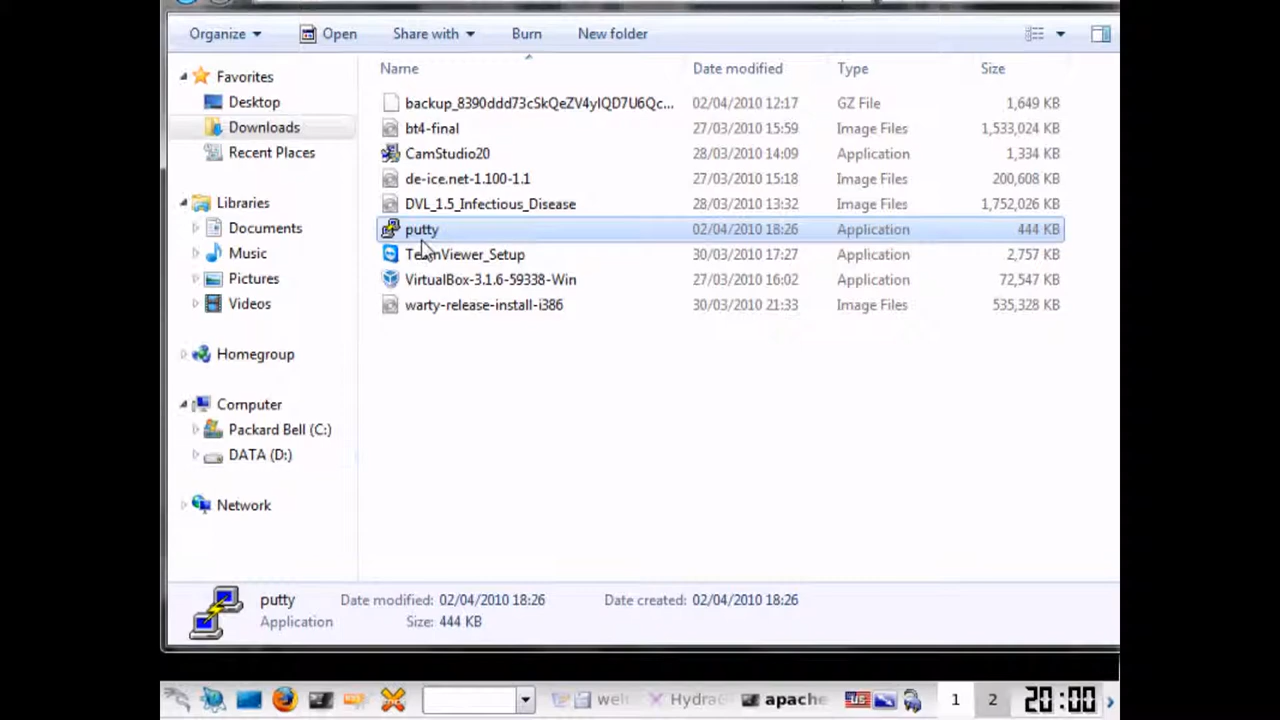 Organize Open Share with Burn New folder
Name Date modified Type Size
Favorites
Desktop
Downloads
Recent Places
Libraries
Documents
Music
Pictures
Videos
Homegroup
Computer
Packard Bell (C:)
DATA (D:)
Network
backup_8390ddd73cSkQeZV4yIQD7U6Qc... 02/04/2010 12:17 GZ File 1,649 KB
bt4-final 27/03/2010 15:59 Image Files 1,533,024 KB
CamStudio20 28/03/2010 14:09 Application 1,334 KB
de-ice.net-1.100-1.1 27/03/2010 15:18 Image Files 200,608 KB
DVL_1.5_Infectious_Disease 28/03/2010 13:32 Image Files 1,752,026 KB
putty 02/04/2010 18:26 Application 444 KB
TeamViewer_Setup 30/03/2010 17:27 Application 2,757 KB
VirtualBox-3.1.6-59338-Win 27/03/2010 16:02 Application 72,547 KB
warty-release-install-i386 30/03/2010 21:33 Image Files 535,328 KB
putty Date modified: 02/04/2010 18:26 Date created: 02/04/2010 18:26
Application Size: 444 KB
welc Hydra apache US 1 2 20:00